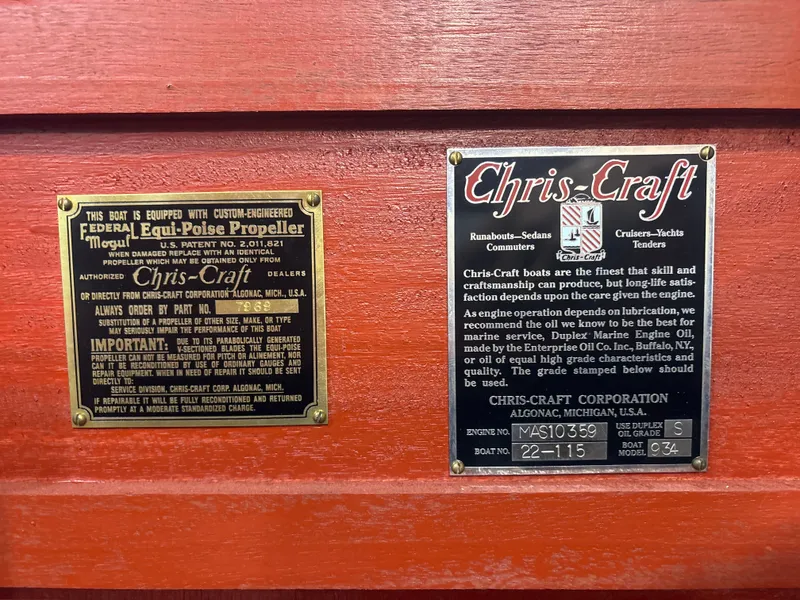 THIS BOAT IS EQUIPPED WITH CUSTOM-ENGINEERED
FEDERAL Mogul Equi-Poise Propeller
U.S. PATENT NO. 2,011,821
WHEN DAMAGED REPLACE WITH AN IDENTICAL
PROPELLER WHICH MAY BE OBTAINED ONLY FROM
AUTHORIZED Chris-Craft DEALERS
OR DIRECTLY FROM CHRIS-CRAFT CORPORATION ALGONAC, MICH., U.S.A.
ALWAYS ORDER BY PART NO. 7969
SUBSTITUTION OF A PROPELLER OF OTHER SIZE, MAKE, OR TYPE
MAY SERIOUSLY IMPAIR THE PERFORMANCE OF THIS BOAT
IMPORTANT: DUE TO ITS PARABOLICALLY GENERATED
V-SECTIONED BLADES THE EQUI-POISE
PROPELLER CAN NOT BE MEASURED FOR PITCH OR ALINEMENT, NOR
CAN IT BE RECONDITIONED BY USE OF ORDINARY GAUGES AND
REPAIR EQUIPMENT. WHEN IN NEED OF REPAIR IT SHOULD BE SENT
DIRECTLY TO:
SERVICE DIVISION, CHRIS-CRAFT CORP. ALGONAC, MICH.
IF REPAIRABLE IT WILL BE FULLY RECONDITIONED AND RETURNED
PROMPTLY AT A MODERATE STANDARDIZED CHARGE.
Chris-Craft
Runabouts-Sedans
Commuters
Cruisers-Yachts
Tenders
Chris-Craft
Chris-Craft boats are the finest that skill and
craftsmanship can produce, but long-life satis-
faction depends upon the care given the engine.
As engine operation depends on lubrication, we
recommend the oil we know to be the best for
marine service, Duplex Marine Engine Oil,
made by the Enterprise Oil Co. Inc., Buffalo, N.Y.,
or oil of equal high grade characteristics and
quality. The grade stamped below should
be used.
CHRIS-CRAFT CORPORATION
ALGONAC, MICHIGAN, U.S.A.
ENGINE NO. MAS10359 USE DUPLEX OIL GRADE S
BOAT NO. 22-115 BOAT MODEL 934